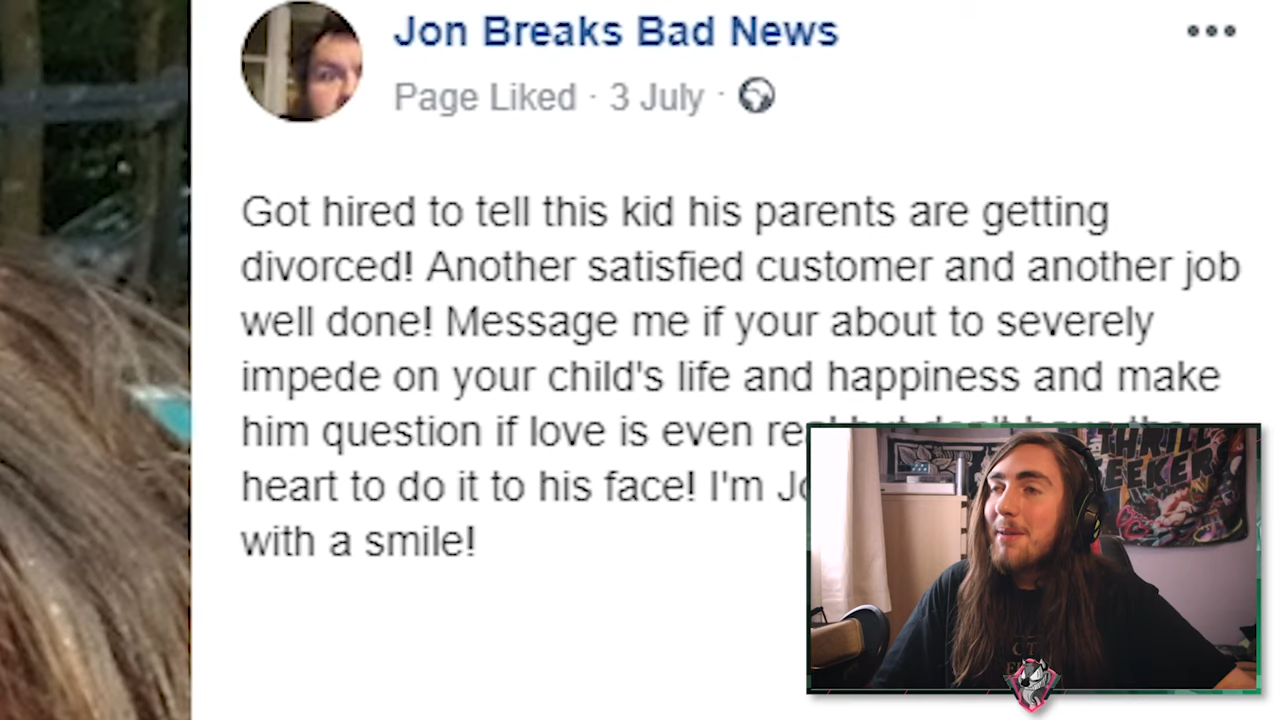 Jon Breaks Bad News
Page Liked · 3 July ·
Got hired to tell this kid his parents are getting
divorced! Another satisfied customer and another job
well done! Message me if your about to severely
impede on your child's life and happiness and make
him question if love is even
heart to do it to his face! I'm
with a smile!
THRILL
EEKER